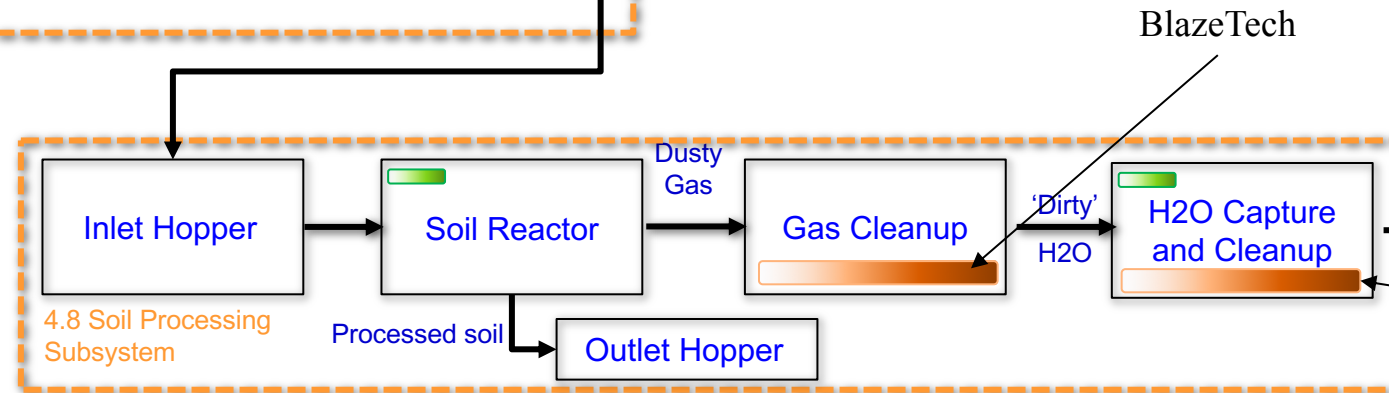 BlazeTech
Inlet Hopper
Soil Reactor
Dusty
Gas
Gas Cleanup
‘Dirty’
H2O
H2O Capture
and Cleanup
4.8 Soil Processing
Subsystem
Processed soil
Outlet Hopper